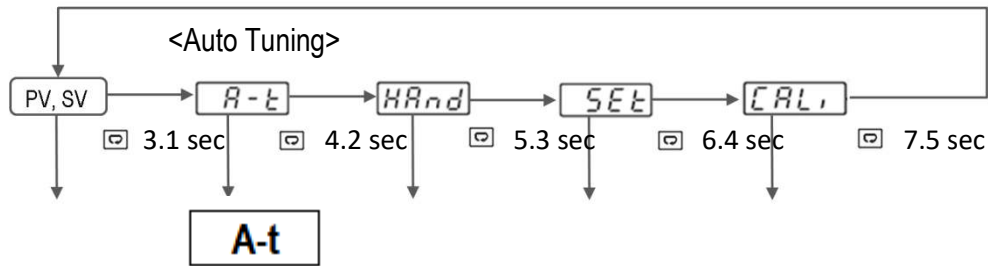 <Auto Tuning>
PV, SV A-t HAnd SEt CALi
3.1 sec 4.2 sec 5.3 sec 6.4 sec 7.5 sec
A-t